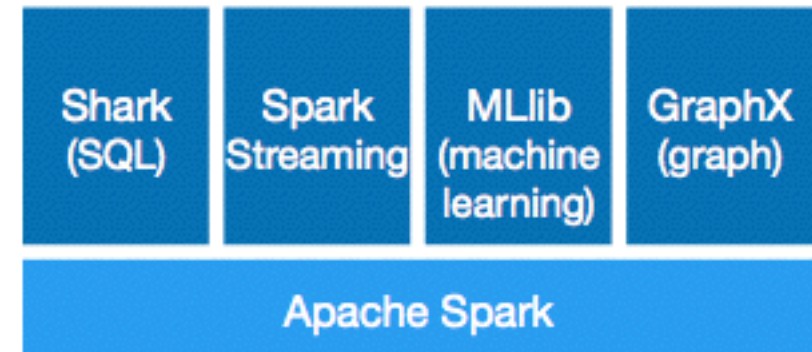 Shark
(SQL)
Spark
Streaming
MLlib
(machine
learning)
GraphX
(graph)
Apache Spark